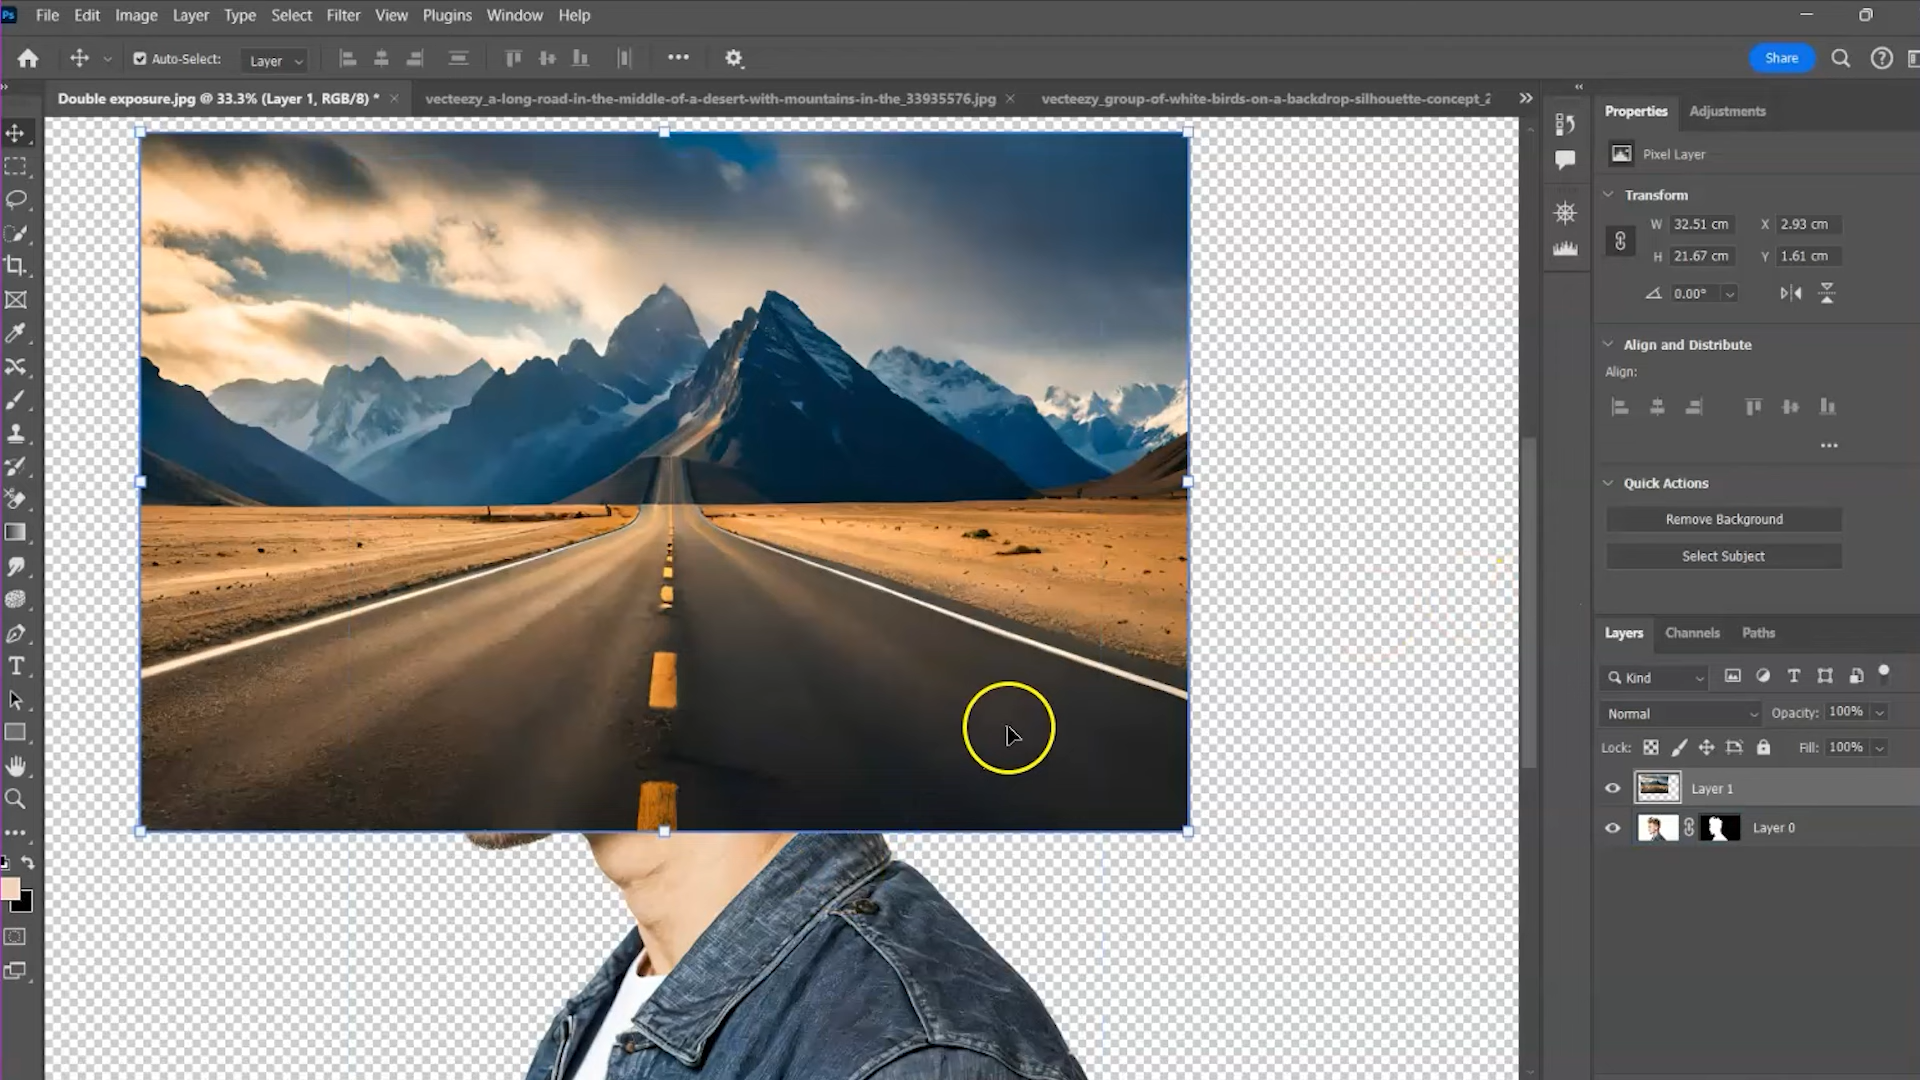 Ps File Edit Image Layer Type Select Filter View Plugins Window Help
Auto-Select: Layer Share
Double exposure.jpg @ 33.3% (Layer 1, RGB/8) * vecteezy_a-long-road-in-the-middle-of-a-desert-with-mountains-in-the_33935576.jpg vecteezy_group-of-white-birds-on-a-backdrop-silhouette-concept_2
Properties Adjustments
Pixel Layer
Transform
W 32.51 cm X 2.93 cm
H 21.67 cm Y 1.61 cm
0.00°
Align and Distribute
Align:
Quick Actions
Remove Background
Select Subject
Layers Channels Paths
Kind
Normal Opacity: 100%
Lock: Fill: 100%
Layer 1
Layer 0